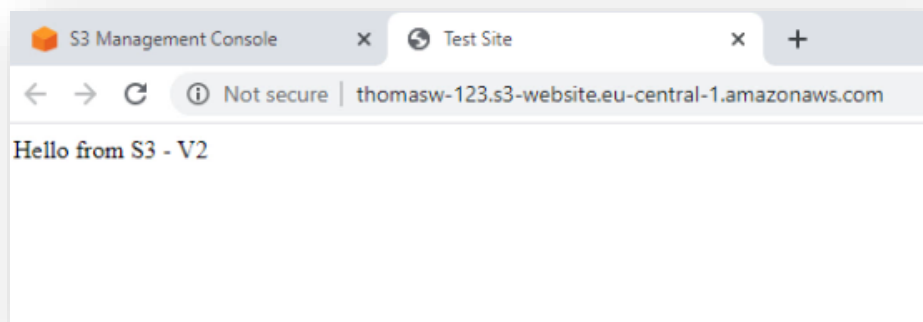 S3 Management Console
Test Site
Not secure | thomasw-123.s3-website.eu-central-1.amazonaws.com
Hello from S3 - V2